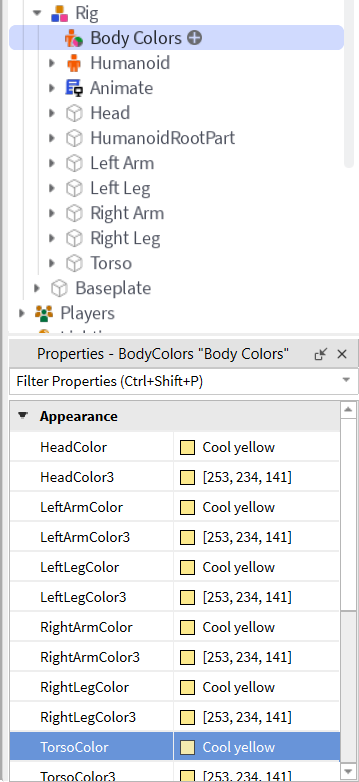 Rig
Body Colors
Humanoid
Animate
Head
HumanoidRootPart
Left Arm
Left Leg
Right Arm
Right Leg
Torso
Baseplate
Players
Properties - BodyColors "Body Colors"
Filter Properties (Ctrl+Shift+P)
Appearance
HeadColor Cool yellow
HeadColor3 [253, 234, 141]
LeftArmColor Cool yellow
LeftArmColor3 [253, 234, 141]
LeftLegColor Cool yellow
LeftLegColor3 [253, 234, 141]
RightArmColor Cool yellow
RightArmColor3 [253, 234, 141]
RightLegColor Cool yellow
RightLegColor3 [253, 234, 141]
TorsoColor Cool yellow
TorsoColor3 [253, 234, 141]